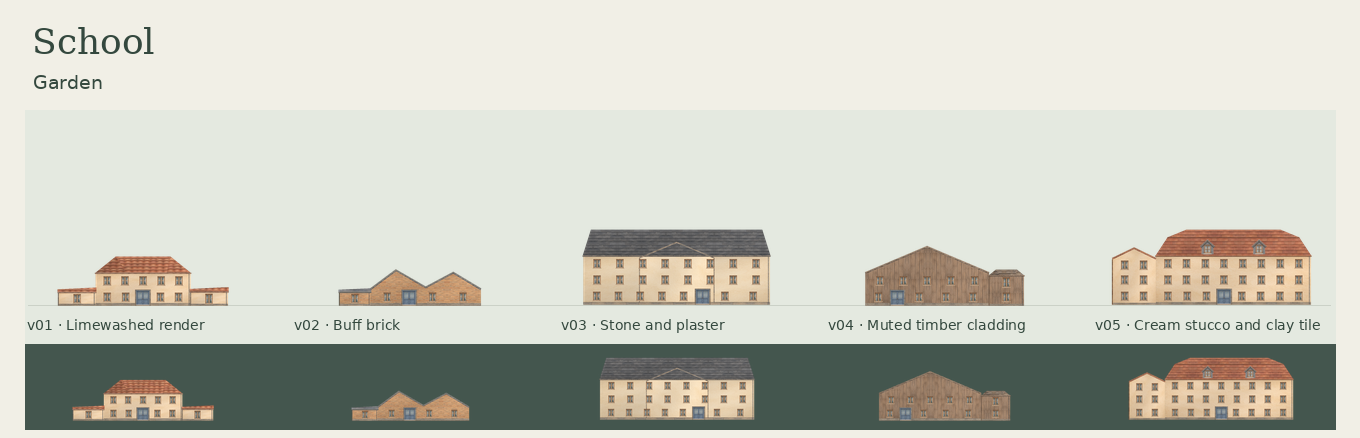 School
Garden
v01 · Limewashed render
v02 · Buff brick
v03 · Stone and plaster
v04 · Muted timber cladding
v05 · Cream stucco and clay tile